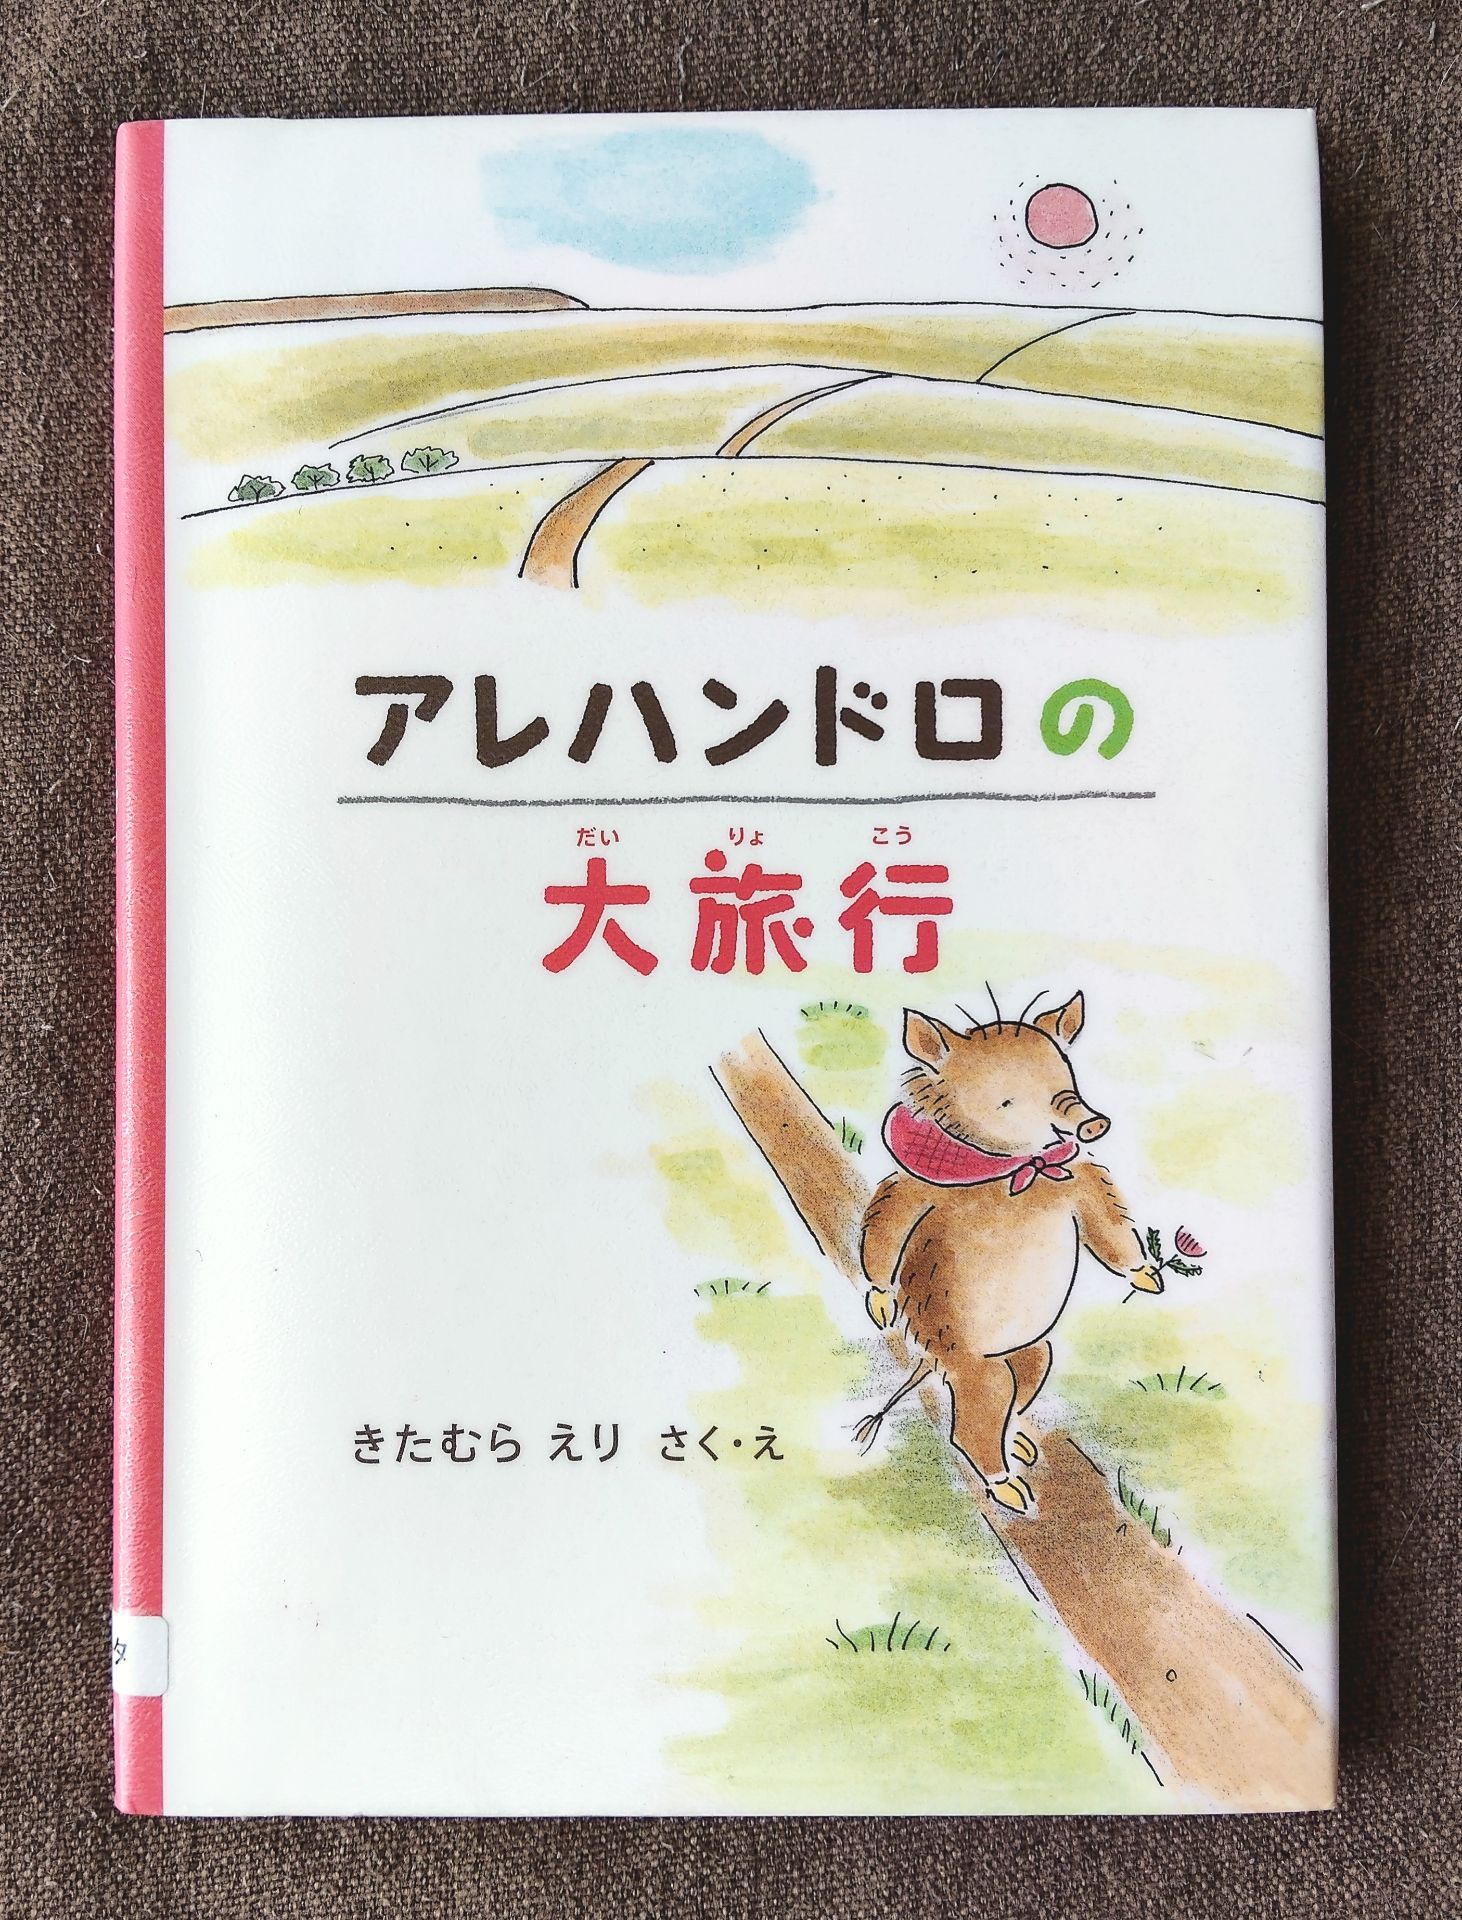 アレハンドロの
だい りょ こう
大旅行
きたむら えり さく・え
タ